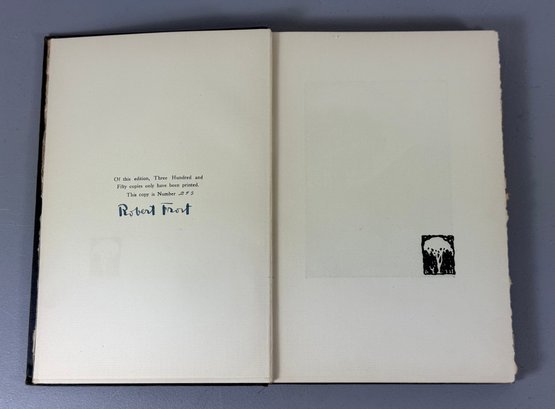 Of this edition, Three Hundred and
Fifty copies only have been printed.
This copy is Number
Robert Frost